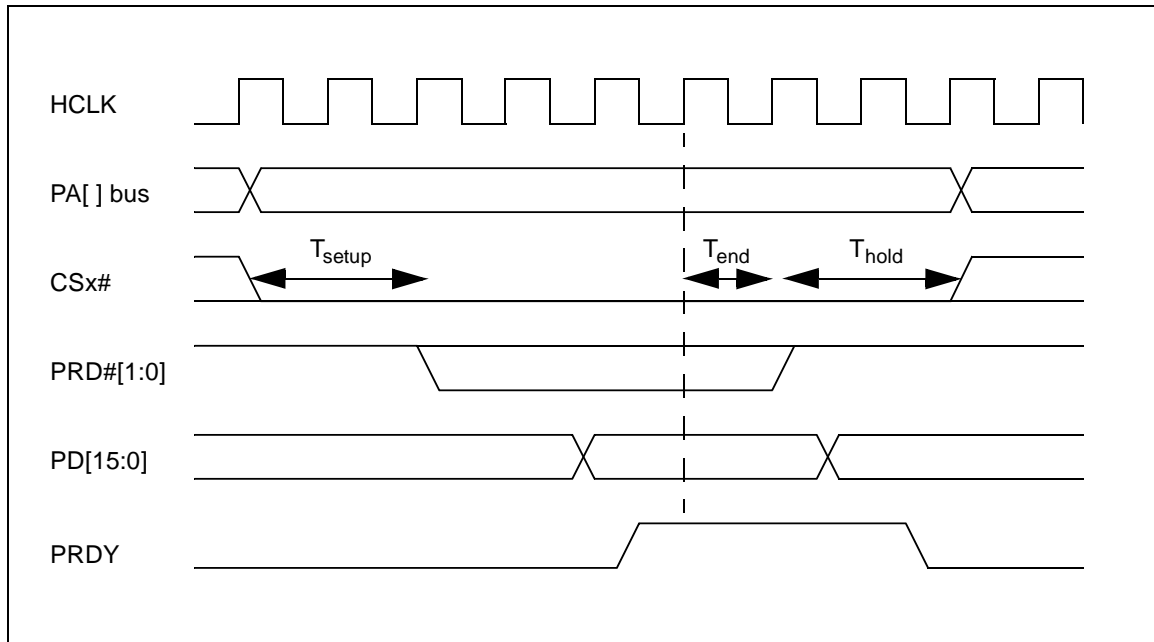 HCLK
PA[ ] bus
CSx#
Tsetup
Tend
Thold
PRD#[1:0]
PD[15:0]
PRDY